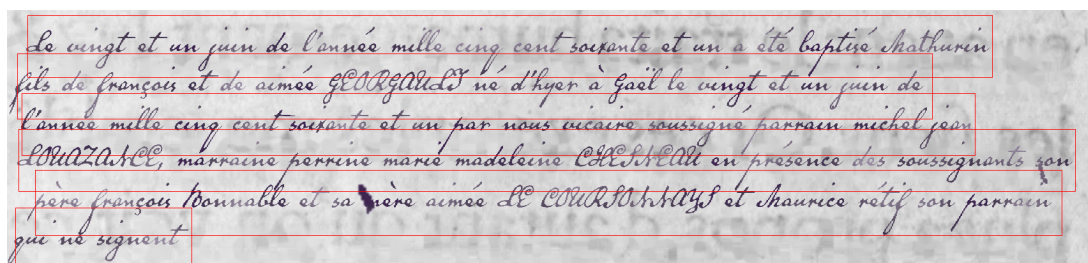 Le vingt et un juin de l'année mille cinq cent soixante et un a été baptisé Mathurin
fils de françois et de aimée GEORGAULT né d'hyer à Gaël le vingt et un juin de
l'année mille cinq cent soixante et un par nous vicaire soussigné parrain michel jean
LOUAZANCE, marraine perrine marie madeleine CHESNEAU en présence des soussignants son
père françois Bonnable et sa mère aimée LE COURSONNAYS et Maurice rétif son parrain
qui ne signent